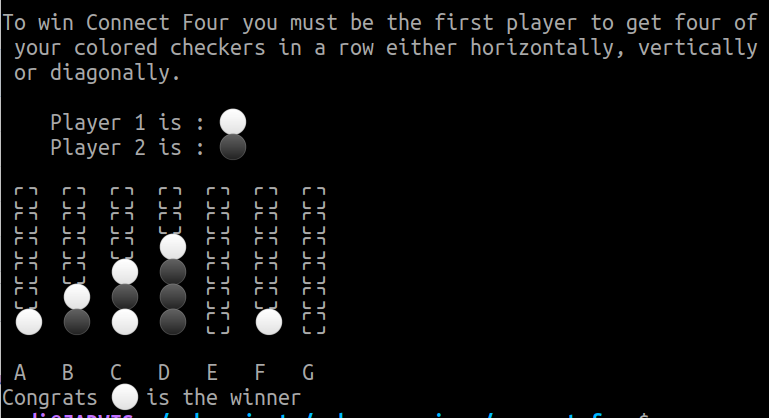 To win Connect Four you must be the first player to get four of
your colored checkers in a row either horizontally, vertically
or diagonally.
Player 1 is :
Player 2 is :
A B C D E F G
Congrats is the winner